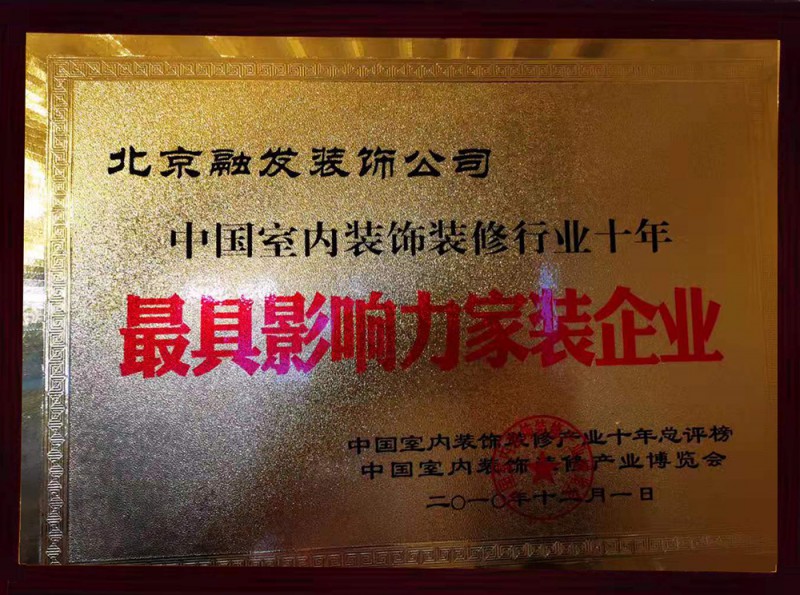 北京融发装饰公司
中国室内装饰装修行业十年
最具影响力家装企业
中国室内装饰装修产业十年总评榜
中国室内装饰装修产业博览会
二〇一〇年十二月一日